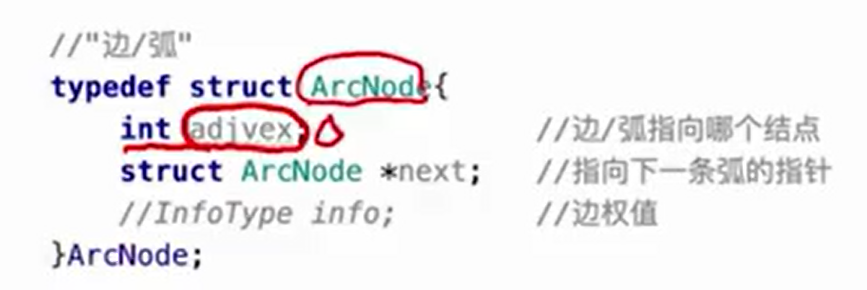 //"边/弧"
typedef struct ArcNode{
int adjvex; //边/弧指向哪个结点
struct ArcNode *next; //指向下一条弧的指针
//InfoType info; //边权值
}ArcNode;